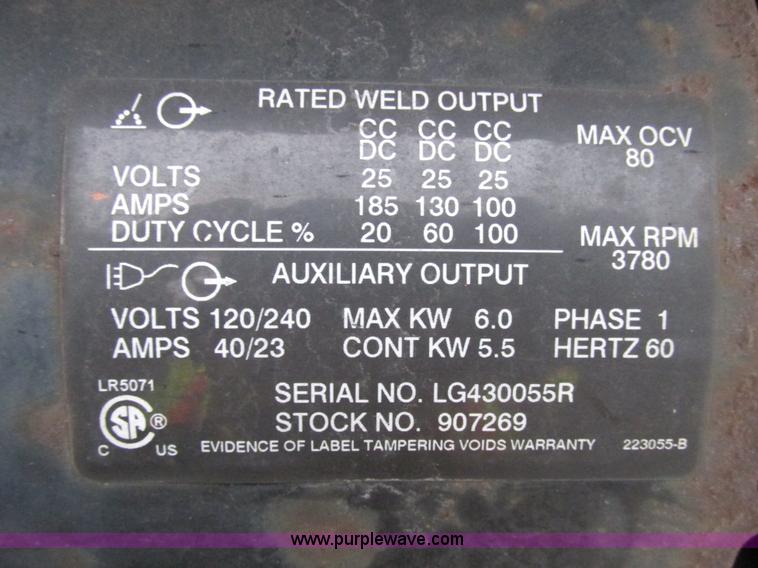 RATED WELD OUTPUT
CC CC CC
DC DC DC
MAX OCV
80
VOLTS 25 25 25
AMPS 185 130 100
DUTY CYCLE % 20 60 100
MAX RPM
3780
AUXILIARY OUTPUT
VOLTS 120/240 MAX KW 6.0 PHASE 1
AMPS 40/23 CONT KW 5.5 HERTZ 60
LR5071
SERIAL NO. LG430055R
SA ®
STOCK NO. 907269
C US
EVIDENCE OF LABEL TAMPERING VOIDS WARRANTY 223055-B
www.purplewave.com